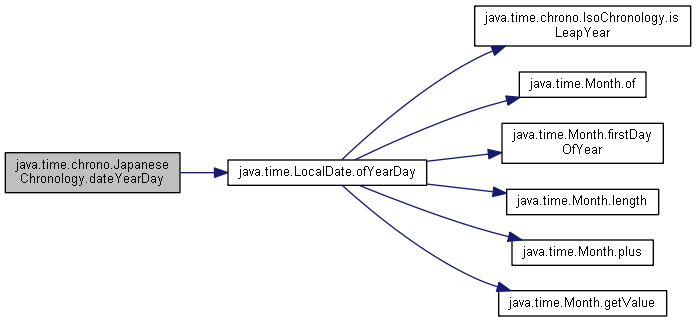 java.time.chrono.IsoChronology.is
LeapYear
java.time.Month.of
java.time.Month.firstDay
OfYear
java.time.chrono.Japanese
Chronology.dateYearDay
java.time.LocalDate.ofYearDay
java.time.Month.length
java.time.Month.plus
java.time.Month.getValue